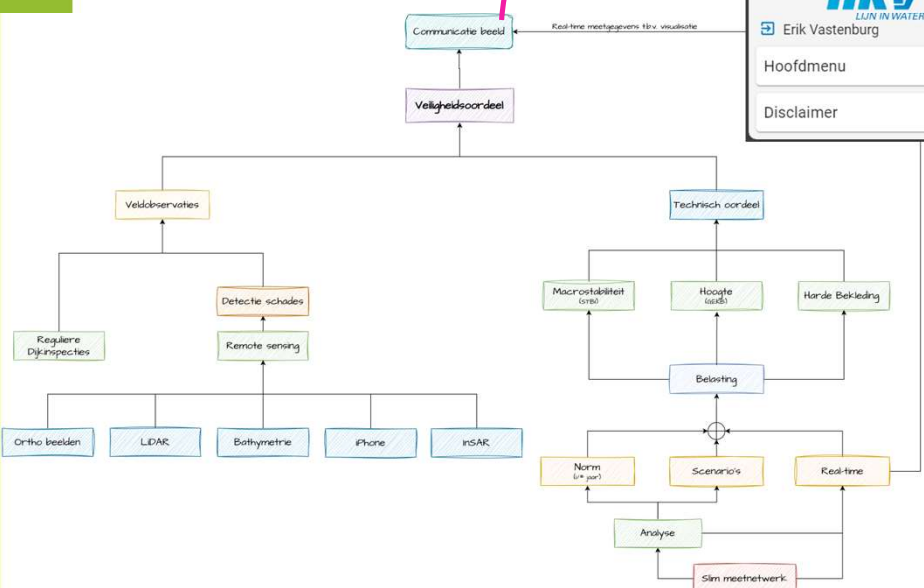 LIJN IN WATER
Communicatie beeld
Real-time meetgegevens t.b.v. visualisatie
Erik Vastenburg
Hoofdmenu
Veiligheidsoordeel
Disclaimer
Veldobservaties
Technisch oordeel
Detectie schades
Macrostabiliteit
(STBI)
Hoogte
(GEKB)
Harde Bekleding
Reguliere
Dijkinspecties
Remote sensing
Belasting
Ortho beelden
LiDAR
Bathymetrie
iPhone
InSAR
Norm
Scenario's
Real-time
Analyse
Slim meetnetwerk